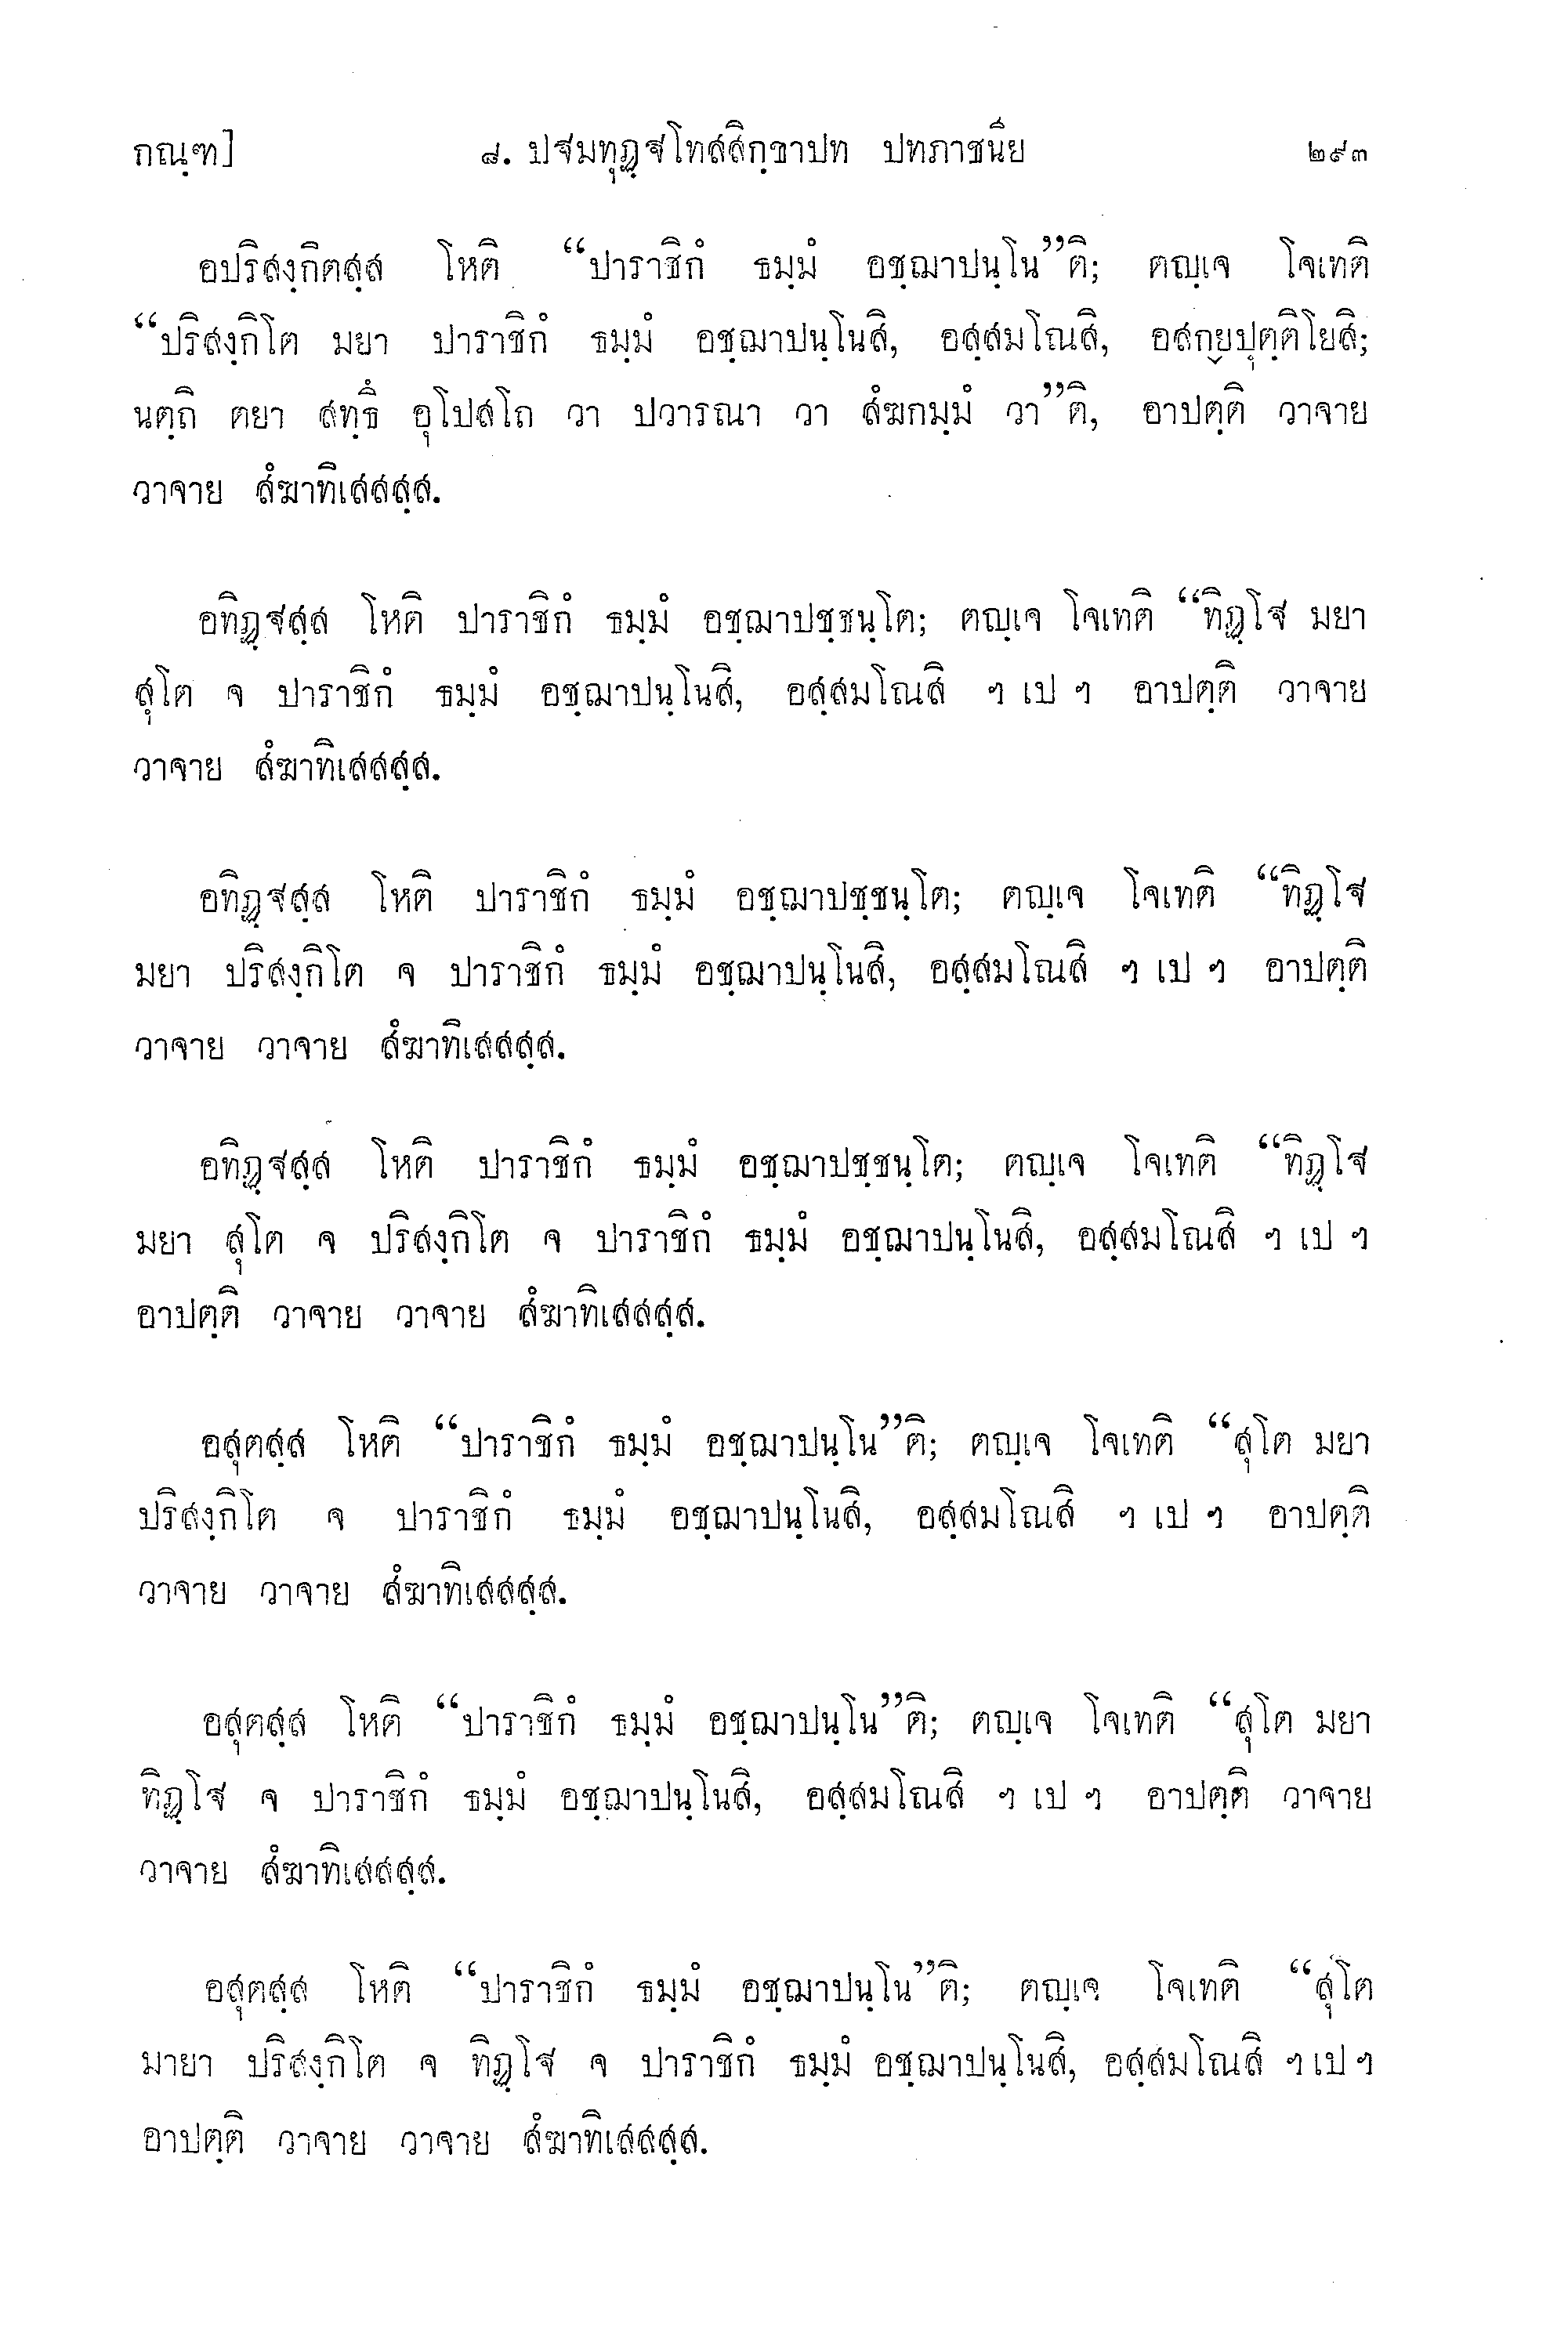 กณฺฑ] ๘. ปฐมทุฏฺฐโทสสิกฺขาปท ปทภาชนีย ๒๙๓
อปริสงฺกิตสฺส โหติ “ปาราชิกํ ธมฺมํ อชฺฌาปนฺโน”ติ; ตญฺเจ โจเทติ
“ปริสงฺกิโต มยา ปาราชิกํ ธมฺมํ อชฺฌาปนฺโนสิ, อสฺสมโณสิ, อสกฺยปุตฺติโยสิ;
นตฺถิ ตยา สทฺธึ อุโปสโถ วา ปวารณา วา สํฆกมฺมํ วา”ติ, อาปตฺติ วาจาย
วาจาย สํฆาทิเสสสฺส.
อทิฏฺฐสฺส โหติ ปาราชิกํ ธมฺมํ อชฺฌาปชฺชนฺโต; ตญฺเจ โจเทติ “ทิฏฺโฐ มยา
สุโต จ ปาราชิกํ ธมฺมํ อชฺฌาปนฺโนสิ, อสฺสมโณสิ ฯ เป ฯ อาปตฺติ วาจาย
วาจาย สํฆาทิเสสสฺส.
อทิฏฺฐสฺส โหติ ปาราชิกํ ธมฺมํ อชฺฌาปชฺชนฺโต; ตญฺเจ โจเทติ “ทิฏฺโฐ
มยา ปริสงฺกิโต จ ปาราชิกํ ธมฺมํ อชฺฌาปนฺโนสิ, อสฺสมโณสิ ฯ เป ฯ อาปตฺติ
วาจาย วาจาย สํฆาทิเสสสฺส.
อทิฏฺฐสฺส โหติ ปาราชิกํ ธมฺมํ อชฺฌาปชฺชนฺโต; ตญฺเจ โจเทติ “ทิฏฺโฐ
มยา สุโต จ ปริสงฺกิโต จ ปาราชิกํ ธมฺมํ อชฺฌาปนฺโนสิ, อสฺสมโณสิ ฯ เป ฯ
อาปตฺติ วาจาย วาจาย สํฆาทิเสสสฺส.
อสุตสฺส โหติ “ปาราชิกํ ธมฺมํ อชฺฌาปนฺโน”ติ; ตญฺเจ โจเทติ “สุโต มยา
ปริสงฺกิโต จ ปาราชิกํ ธมฺมํ อชฺฌาปนฺโนสิ, อสฺสมโณสิ ฯ เป ฯ อาปตฺติ
วาจาย วาจาย สํฆาทิเสสสฺส.
อสุตสฺส โหติ “ปาราชิกํ ธมฺมํ อชฺฌาปนฺโน”ติ; ตญฺเจ โจเทติ “สุโต มยา
ทิฏฺโฐ จ ปาราชิกํ ธมฺมํ อชฺฌาปนฺโนสิ, อสฺสมโณสิ ฯ เป ฯ อาปตฺติ วาจาย
วาจาย สํฆาทิเสสสฺส.
อสุตสฺส โหติ “ปาราชิกํ ธมฺมํ อชฺฌาปนฺโน”ติ; ตญฺเจ โจเทติ “สุโต
มายา ปริสงฺกิโต จ ทิฏฺโฐ จ ปาราชิกํ ธมฺมํ อชฺฌาปนฺโนสิ, อสฺสมโณสิ ฯ เป ฯ
อาปตฺติ วาจาย วาจาย สํฆาทิเสสสฺส.